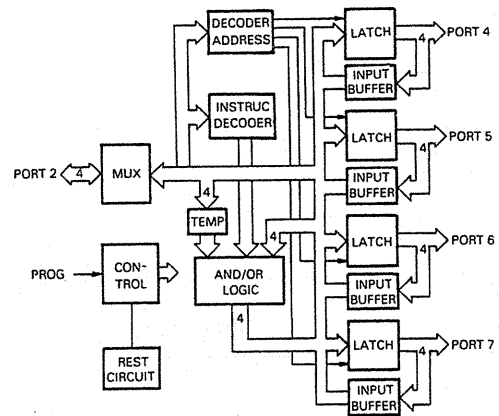 DECODER
ADDRESS
LATCH
4
PORT 4
INPUT
BUFFER
INSTRUC
DECOOER
LATCH
4
PORT 5
INPUT
BUFFER
PORT 2
4
MUX
4
TEMP
4
LATCH
4
PORT 6
INPUT
BUFFER
PROG
CON-
TROL
AND/OR
LOGIC
4
LATCH
4
PORT 7
INPUT
BUFFER
REST
CIRCUIT